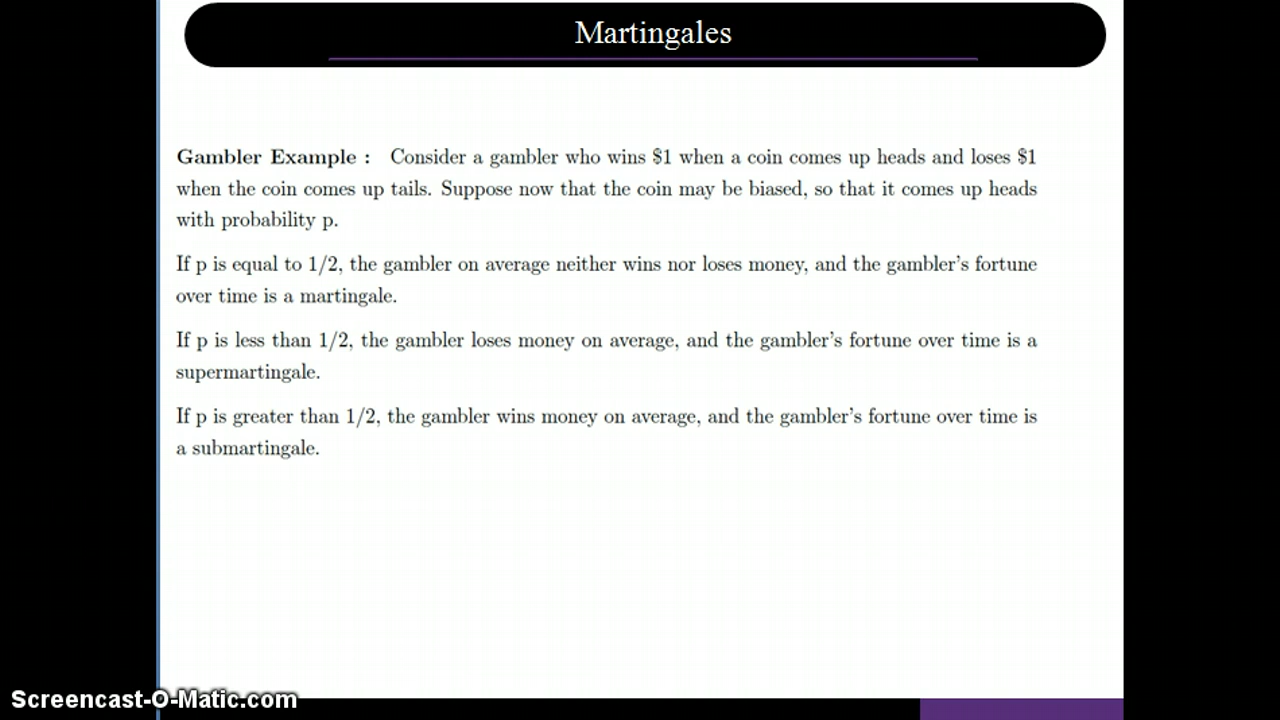 Martingales
Gambler Example : Consider a gambler who wins $1 when a coin comes up heads and loses $1
when the coin comes up tails. Suppose now that the coin may be biased, so that it comes up heads
with probability p.
If p is equal to 1/2, the gambler on average neither wins nor loses money, and the gambler's fortune
over time is a martingale.
If p is less than 1/2, the gambler loses money on average, and the gambler's fortune over time is a
supermartingale.
If p is greater than 1/2, the gambler wins money on average, and the gambler's fortune over time is
a submartingale.
Screencast-O-Matic.com